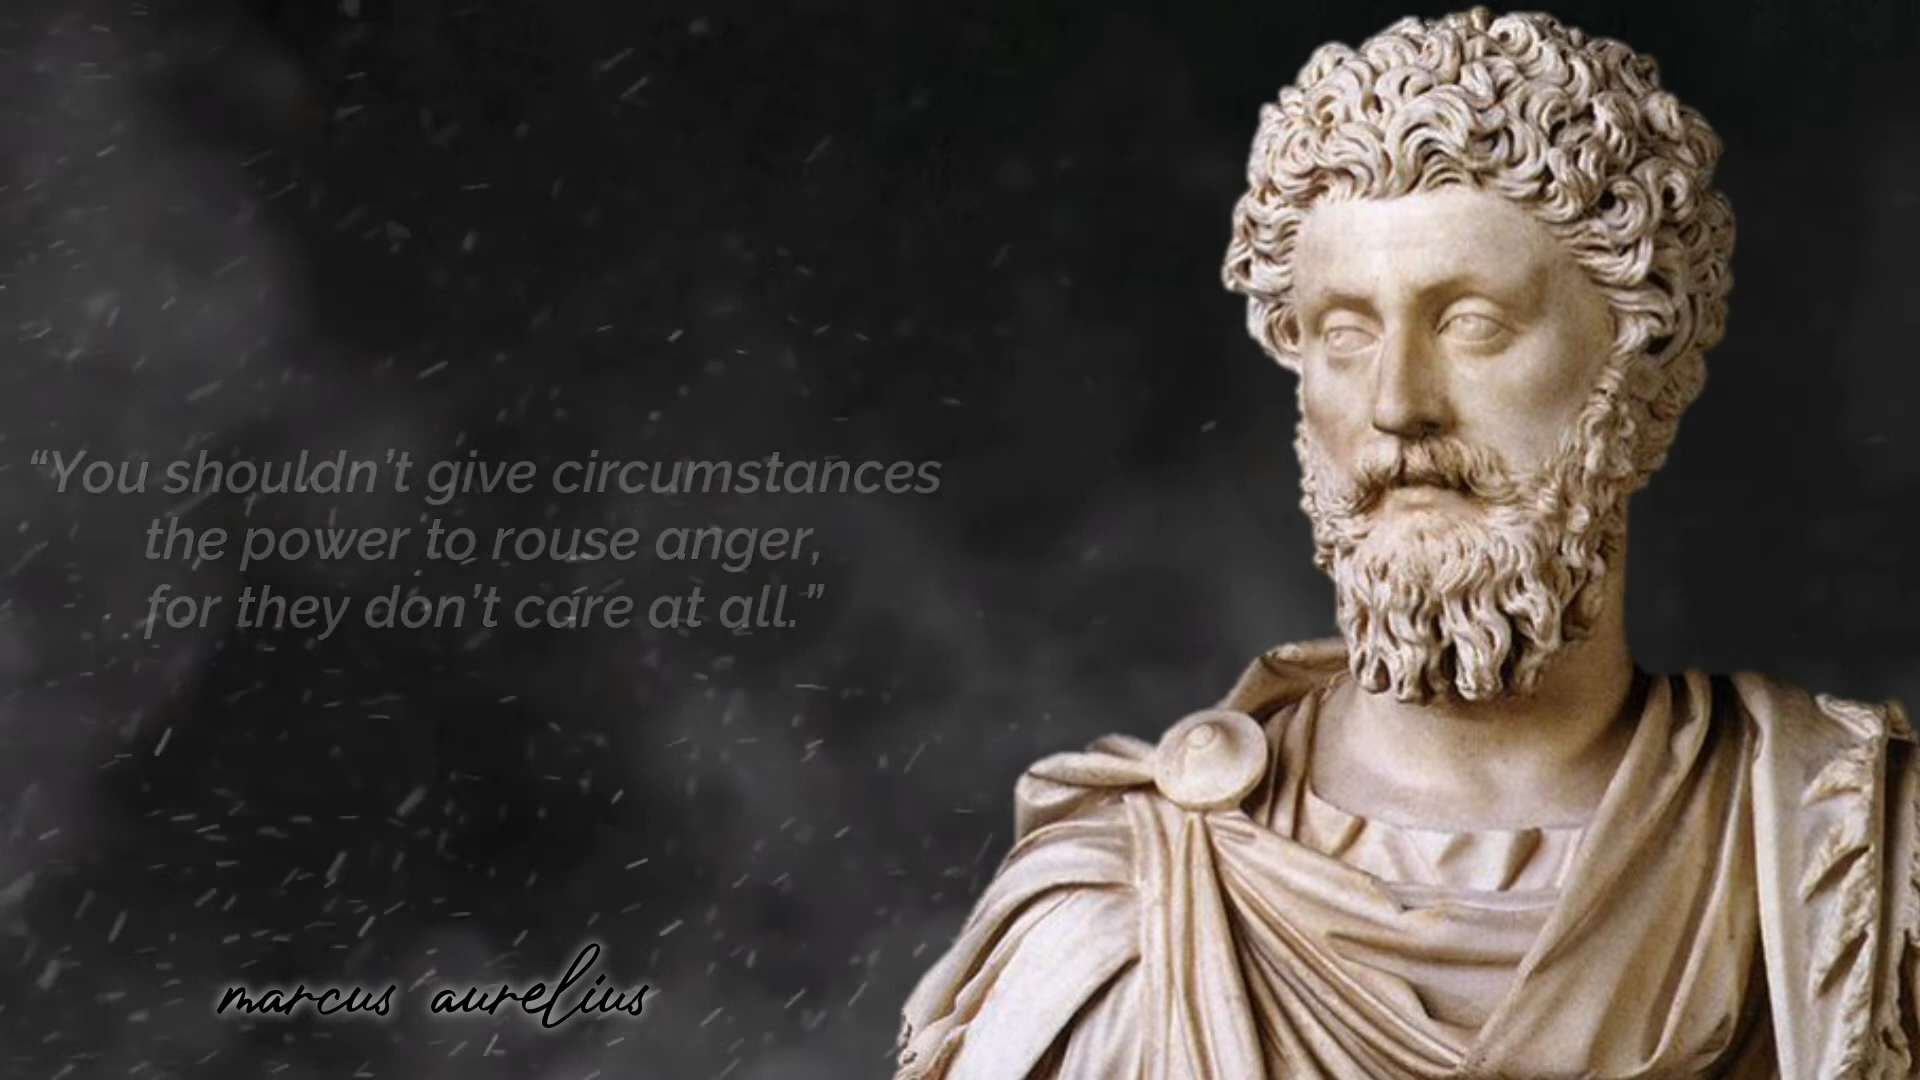 “You shouldn’t give circumstances
the power to rouse anger,
for they don’t care at all.”
marcus aurelius